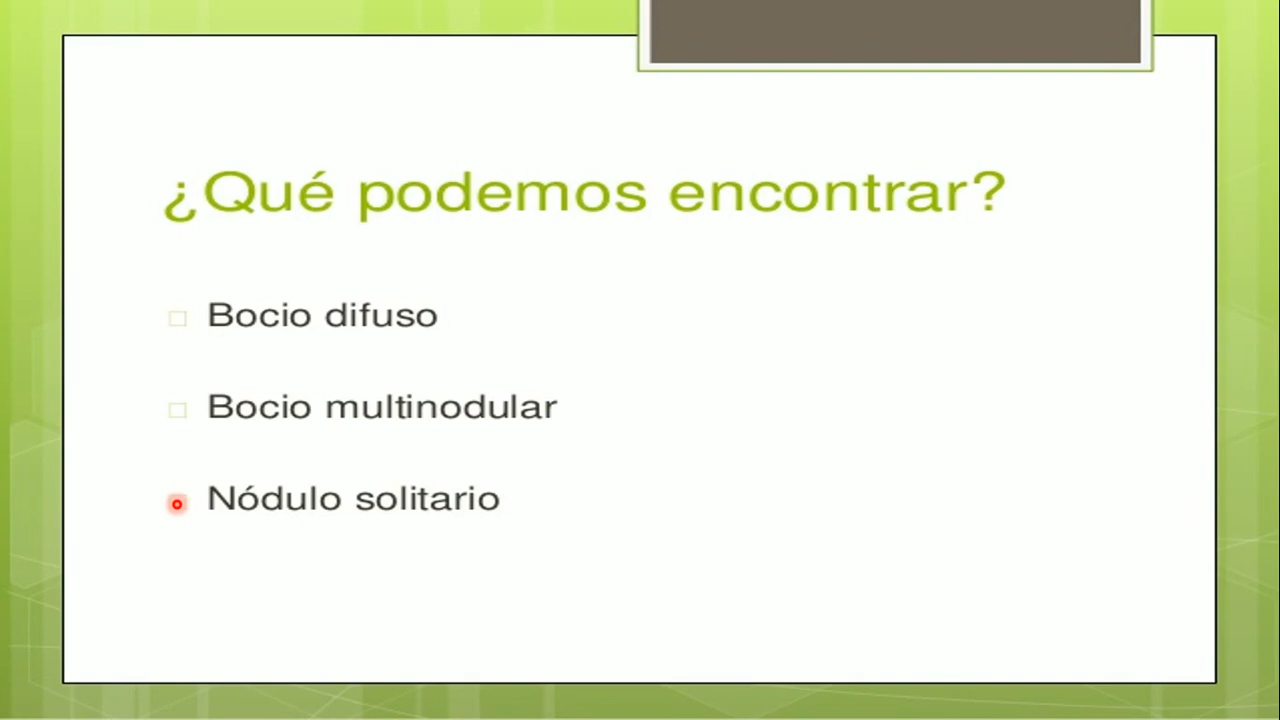 ¿Qué podemos encontrar?
Bocio difuso
Bocio multinodular
Nódulo solitario